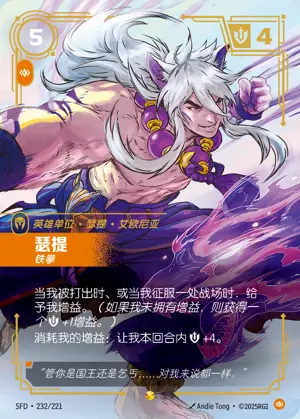 5
4
英雄单位 · 瑟提 · 艾欧尼亚
瑟提
铁拳
当我被打出时、或当我征服一处战场时,给
予我增益。(如果我未拥有增益,则获得一
个 +1增益。)
消耗我的增益:让我本回合内 +4。
“管你是国王还是乞丐……对我来说都一样。”
SFD · 232/221
Andie Tong · ©2025RGI